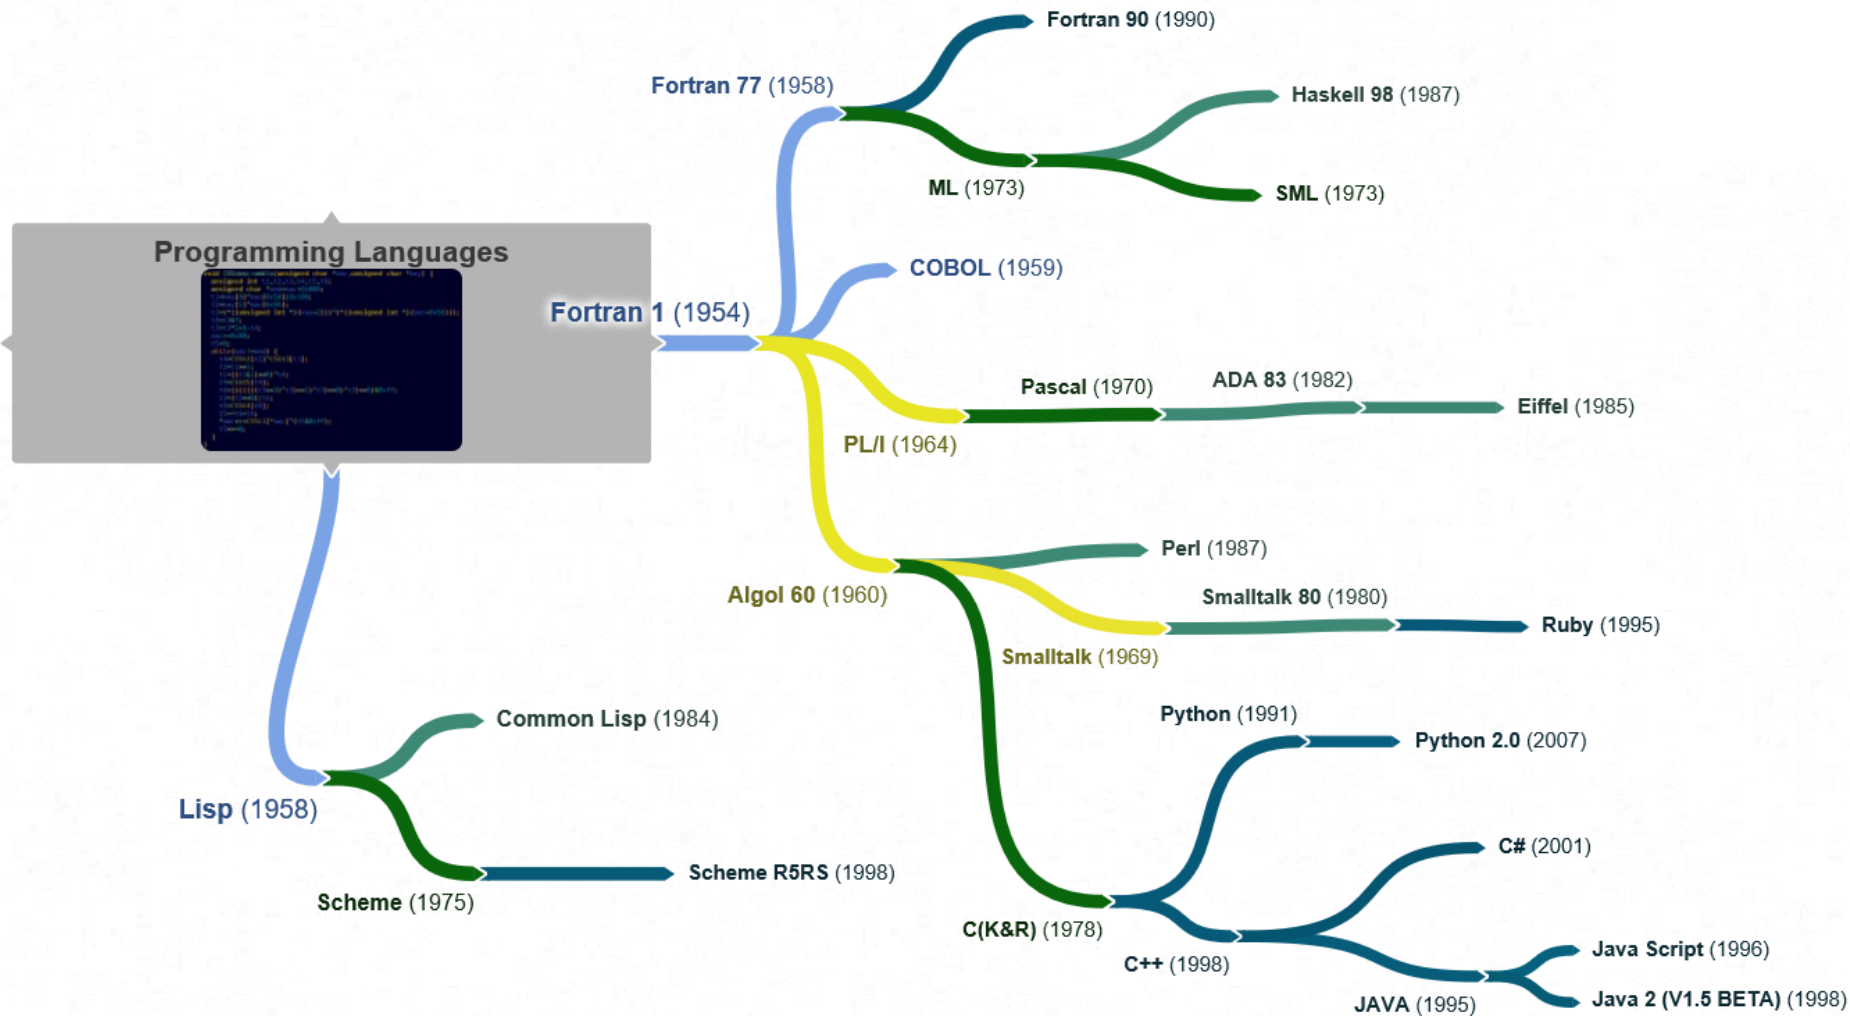 Programming Languages
Fortran 1 (1954)
Fortran 77 (1958)
Fortran 90 (1990)
ML (1973)
Haskell 98 (1987)
SML (1973)
COBOL (1959)
PL/I (1964)
Pascal (1970)
ADA 83 (1982)
Eiffel (1985)
Algol 60 (1960)
Perl (1987)
Smalltalk (1969)
Smalltalk 80 (1980)
Ruby (1995)
C(K&R) (1978)
Python (1991)
Python 2.0 (2007)
C++ (1998)
C# (2001)
JAVA (1995)
Java Script (1996)
Java 2 (V1.5 BETA) (1998)
Lisp (1958)
Common Lisp (1984)
Scheme (1975)
Scheme R5RS (1998)